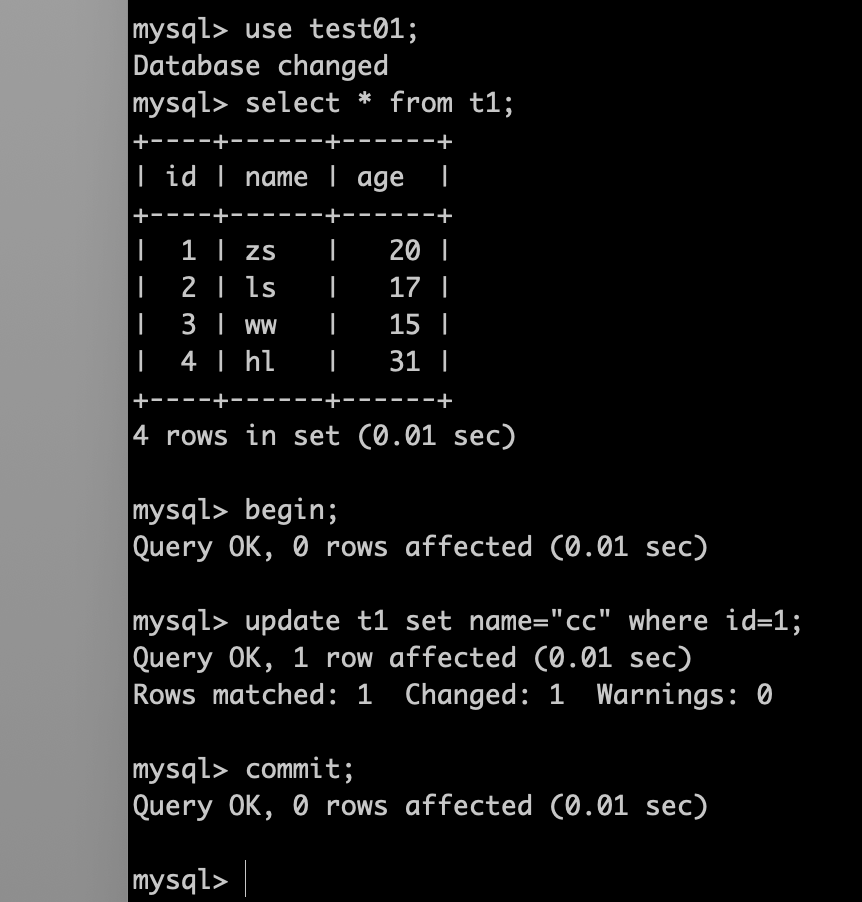 mysql> use test01;
Database changed
mysql> select * from t1;
+----+------+------+
| id | name | age  |
+----+------+------+
|  1 | zs   |   20 |
|  2 | ls   |   17 |
|  3 | ww   |   15 |
|  4 | hl   |   31 |
+----+------+------+
4 rows in set (0.01 sec)

mysql> begin;
Query OK, 0 rows affected (0.01 sec)

mysql> update t1 set name="cc" where id=1;
Query OK, 1 row affected (0.01 sec)
Rows matched: 1  Changed: 1  Warnings: 0

mysql> commit;
Query OK, 0 rows affected (0.01 sec)

mysql>